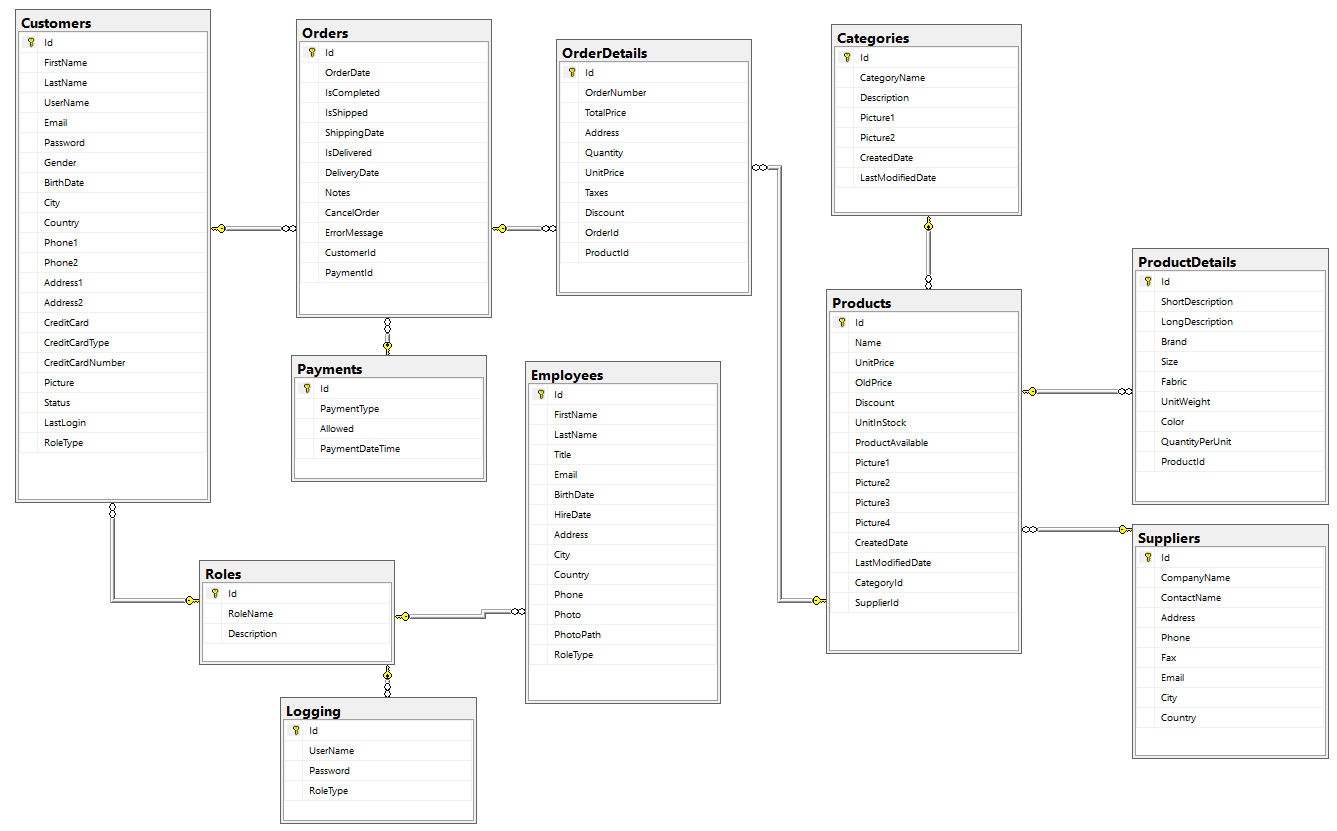 Customers
Id
FirstName
LastName
UserName
Email
Password
Gender
BirthDate
City
Country
Phone1
Phone2
Address1
Address2
CreditCard
CreditCardType
CreditCardNumber
Picture
Status
LastLogin
RoleType
Orders
Id
OrderDate
IsCompleted
IsShipped
ShippingDate
IsDelivered
DeliveryDate
Notes
CancelOrder
ErrorMessage
CustomerId
PaymentId
OrderDetails
Id
OrderNumber
TotalPrice
Address
Quantity
UnitPrice
Taxes
Discount
OrderId
ProductId
Categories
Id
CategoryName
Description
Picture1
Picture2
CreatedDate
LastModifiedDate
Payments
Id
PaymentType
Allowed
PaymentDateTime
Employees
Id
FirstName
LastName
Title
Email
BirthDate
HireDate
Address
City
Country
Phone
Photo
PhotoPath
RoleType
Products
Id
Name
UnitPrice
OldPrice
Discount
UnitInStock
ProductAvailable
Picture1
Picture2
Picture3
Picture4
CreatedDate
LastModifiedDate
CategoryId
SupplierId
ProductDetails
Id
ShortDescription
LongDescription
Brand
Size
Fabric
UnitWeight
Color
QuantityPerUnit
ProductId
Suppliers
Id
CompanyName
ContactName
Address
Phone
Fax
Email
City
Country
Roles
Id
RoleName
Description
Logging
Id
UserName
Password
RoleType